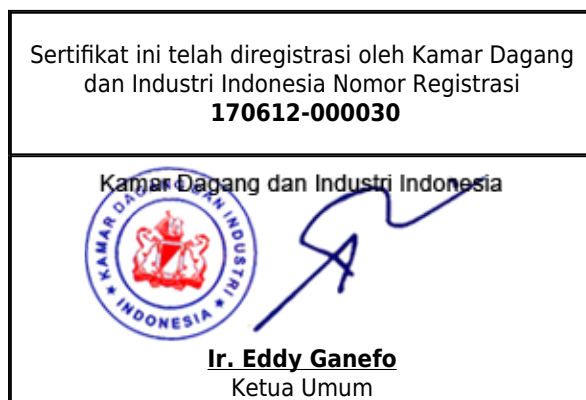 Sertifikat ini telah diregistrasi oleh Kamar Dagang
dan Industri Indonesia Nomor Registrasi
170612-000030
Kamar Dagang dan Industri Indonesia
KAMAR DAGANG DAN INDUSTRI
INDONESIA
Ir. Eddy Ganefo
Ketua Umum